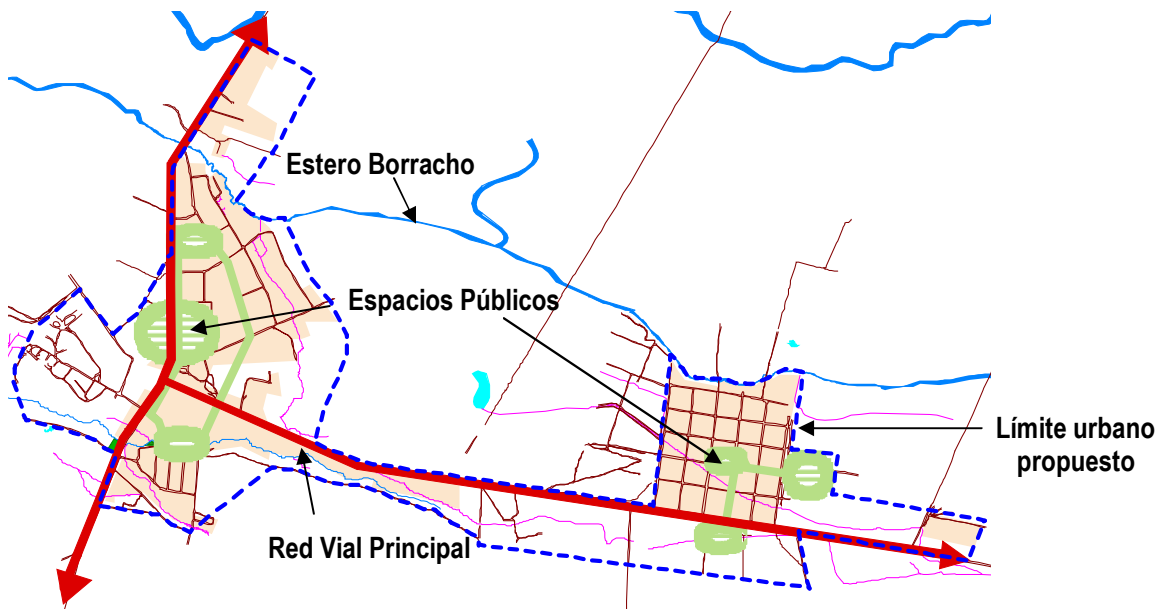 Estero Borracho
Espacios Públicos
Límite urbano
propuesto
Red Vial Principal